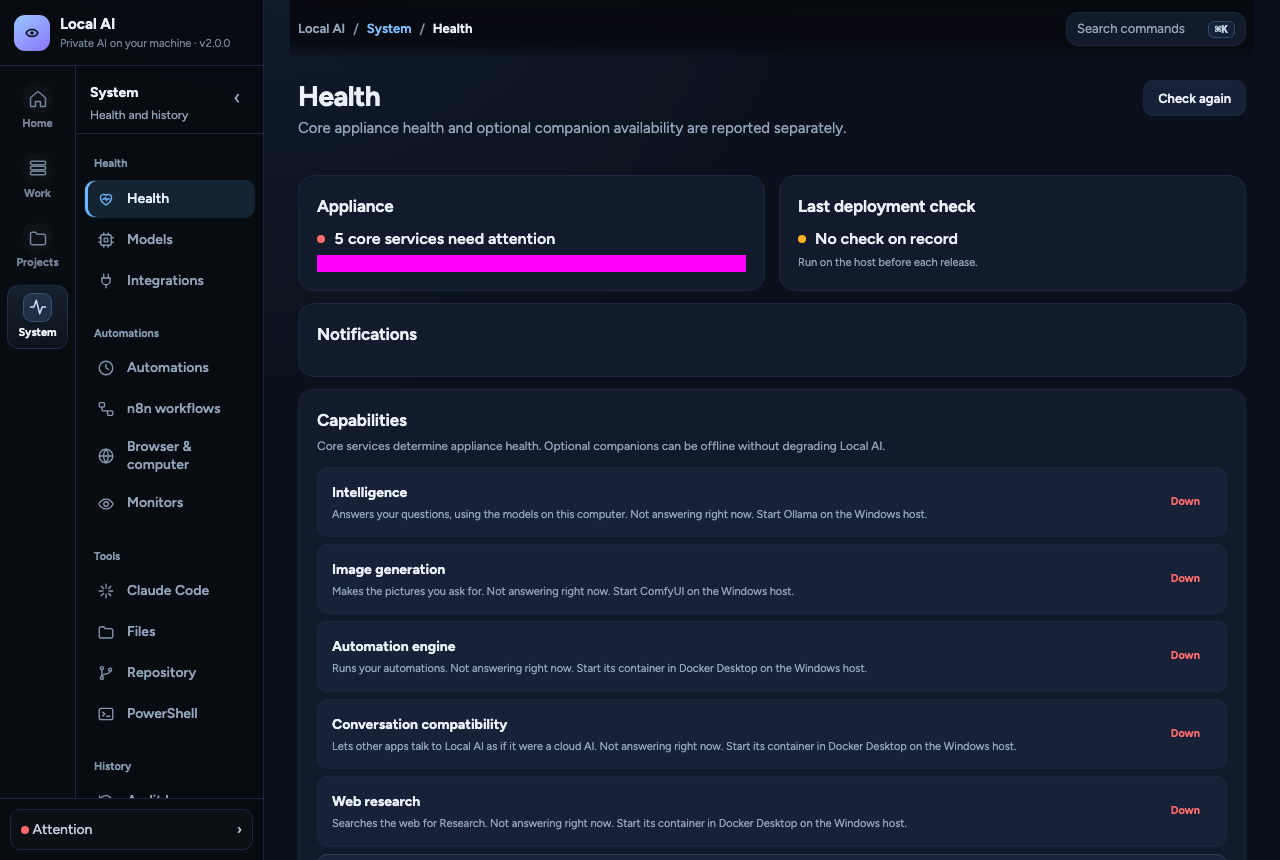 Local AI
Private AI on your machine · v2.0.0
Home
Work
Projects
System
System
Health and history
Health
Health
Models
Integrations
Automations
Automations
n8n workflows
Browser &
computer
Monitors
Tools
Claude Code
Files
Repository
PowerShell
History
Attention
Local AI / System / Health
Search commands ⌘K
Health
Core appliance health and optional companion availability are reported separately.
Check again
Appliance
5 core services need attention
Last deployment check
No check on record
Run on the host before each release.
Notifications
Capabilities
Core services determine appliance health. Optional companions can be offline without degrading Local AI.
Intelligence
Answers your questions, using the models on this computer. Not answering right now. Start Ollama on the Windows host.
Down
Image generation
Makes the pictures you ask for. Not answering right now. Start ComfyUI on the Windows host.
Down
Automation engine
Runs your automations. Not answering right now. Start its container in Docker Desktop on the Windows host.
Down
Conversation compatibility
Lets other apps talk to Local AI as if it were a cloud AI. Not answering right now. Start its container in Docker Desktop on the Windows host.
Down
Web research
Searches the web for Research. Not answering right now. Start its container in Docker Desktop on the Windows host.
Down